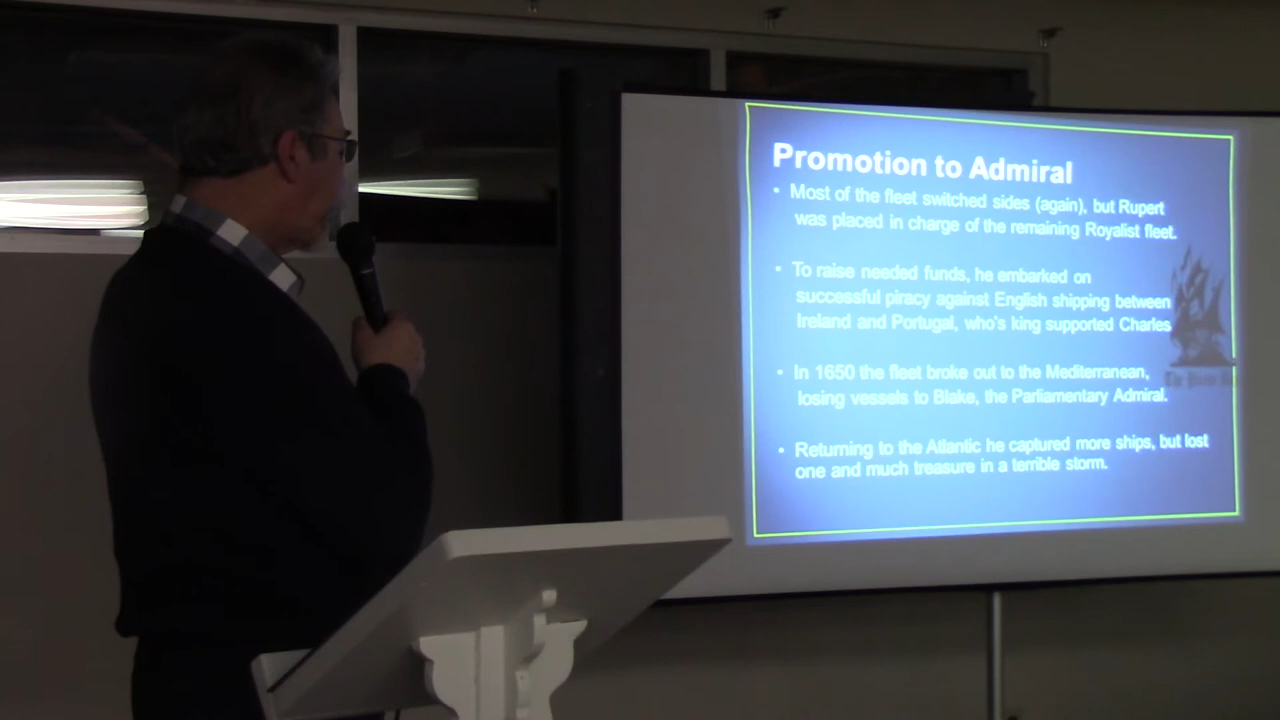 Promotion to Admiral
• Most of the fleet switched sides (again), but Rupert
was placed in charge of the remaining Royalist fleet.
• To raise needed funds, he embarked on
successful piracy against English shipping between
Ireland and Portugal, who's king supported Charles
• In 1650 the fleet broke out to the Mediterranean,
losing vessels to Blake, the Parliamentary Admiral.
• Returning to the Atlantic he captured more ships, but lost
one and much treasure in a terrible storm.
The Pirate